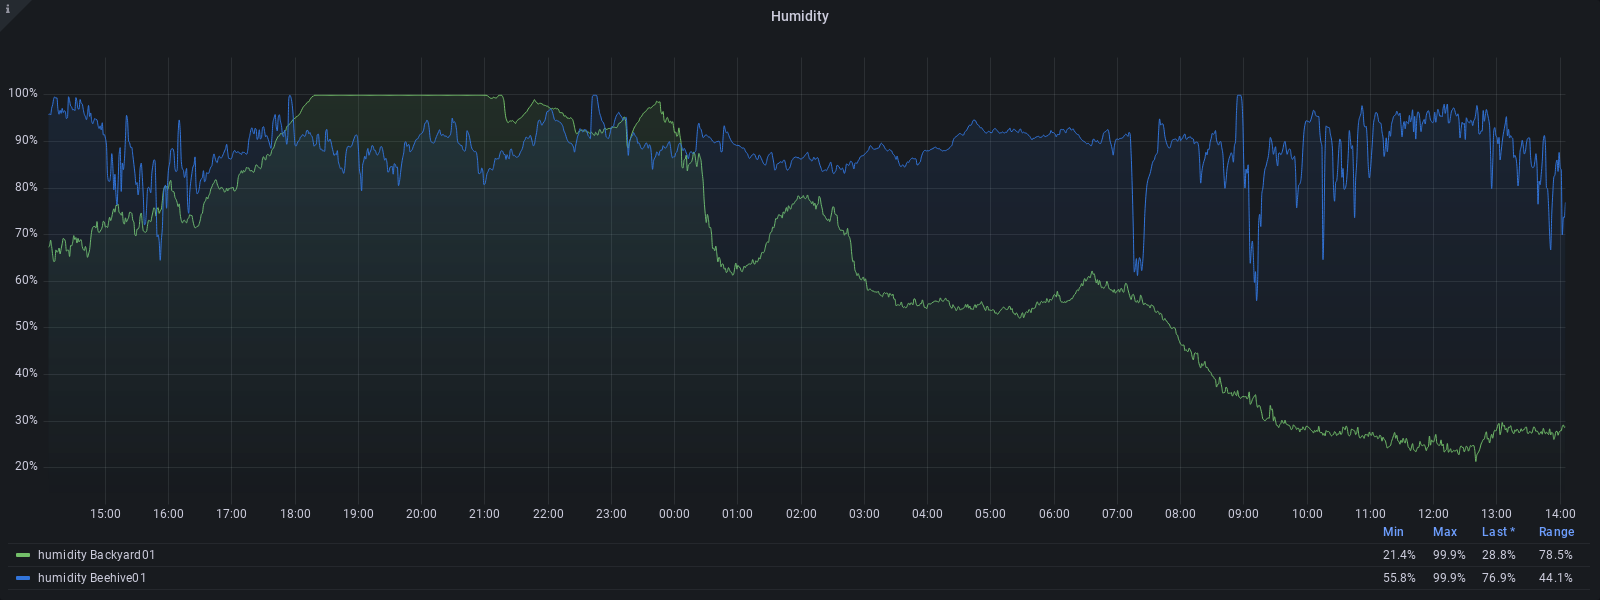 i
Humidity
100%
90%
80%
70%
60%
50%
40%
30%
20%
15:00 16:00 17:00 18:00 19:00 20:00 21:00 22:00 23:00 00:00 01:00 02:00 03:00 04:00 05:00 06:00 07:00 08:00 09:00 10:00 11:00 12:00 13:00 14:00
Min Max Last * Range
humidity Backyard01 21.4% 99.9% 28.8% 78.5%
humidity Beehive01 55.8% 99.9% 76.9% 44.1%